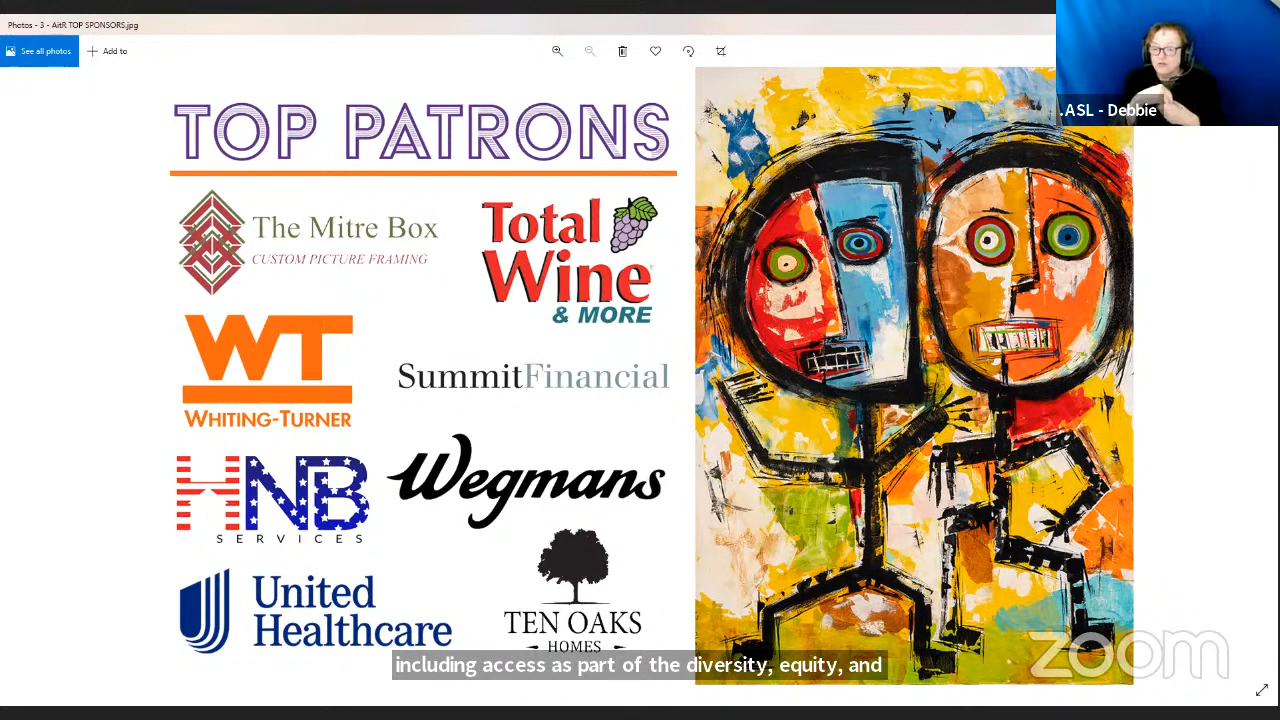 Photos - 3 - AitR TOP SPONSORS.jpg
See all photos
Add to
.ASL - Debbie
TOP PATRONS
The Mitre Box
CUSTOM PICTURE FRAMING
Total
Wine
& MORE
WT
WHITING-TURNER
SummitFinancial
HNB
SERVICES
Wegmans
United
Healthcare
TEN OAKS
HOMES
including access as part of the diversity, equity, and
zoom